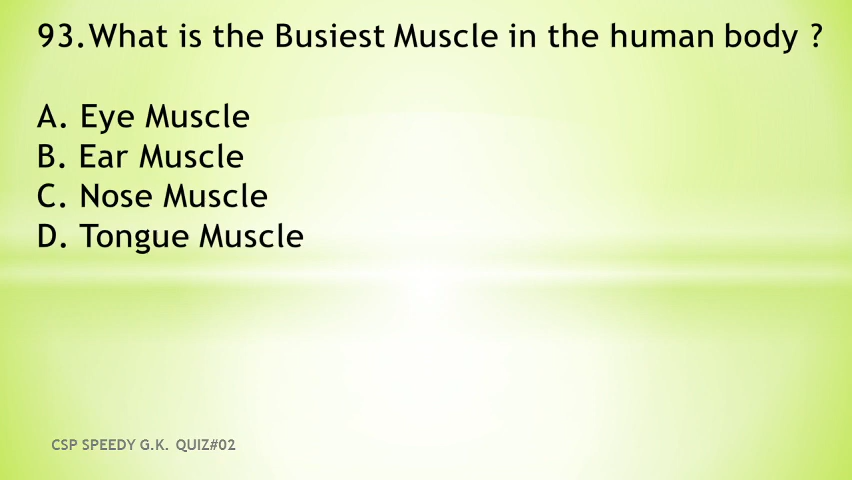 93.What is the Busiest Muscle in the human body ?
A. Eye Muscle
B. Ear Muscle
C. Nose Muscle
D. Tongue Muscle
CSP SPEEDY G.K. QUIZ#02